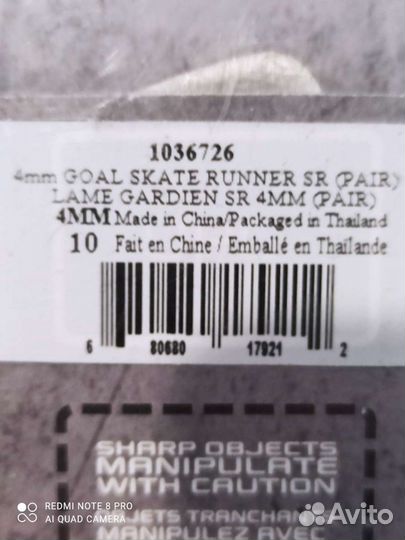 1036726
4mm GOAL SKATE RUNNER SR (PAIR)
LAME GARDIEN SR 4MM (PAIR)
4MM Made in China/Packaged in Thailand
10 Fait en Chine / Emballé en Thaïlande
6 80680 17921 2
SHARP OBJECTS
MANIPULATE
WITH CAUTION
MANIPULEZ AVEC
REDMI NOTE 8 PRO
AI QUAD CAMERA
Avito